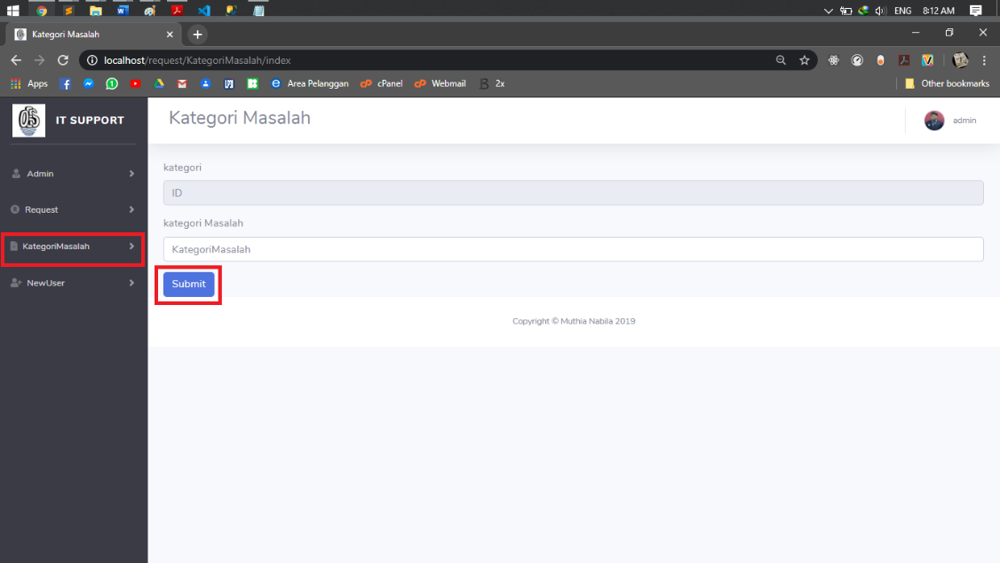 ENG 8:12 AM
Kategori Masalah
localhost/request/KategoriMasalah/index
Apps Area Pelanggan cPanel Webmail 2x Other bookmarks
IT SUPPORT
Kategori Masalah
admin
Admin
Request
KategoriMasalah
NewUser
kategori
ID
kategori Masalah
KategoriMasalah
Submit
Copyright © Muthia Nabila 2019